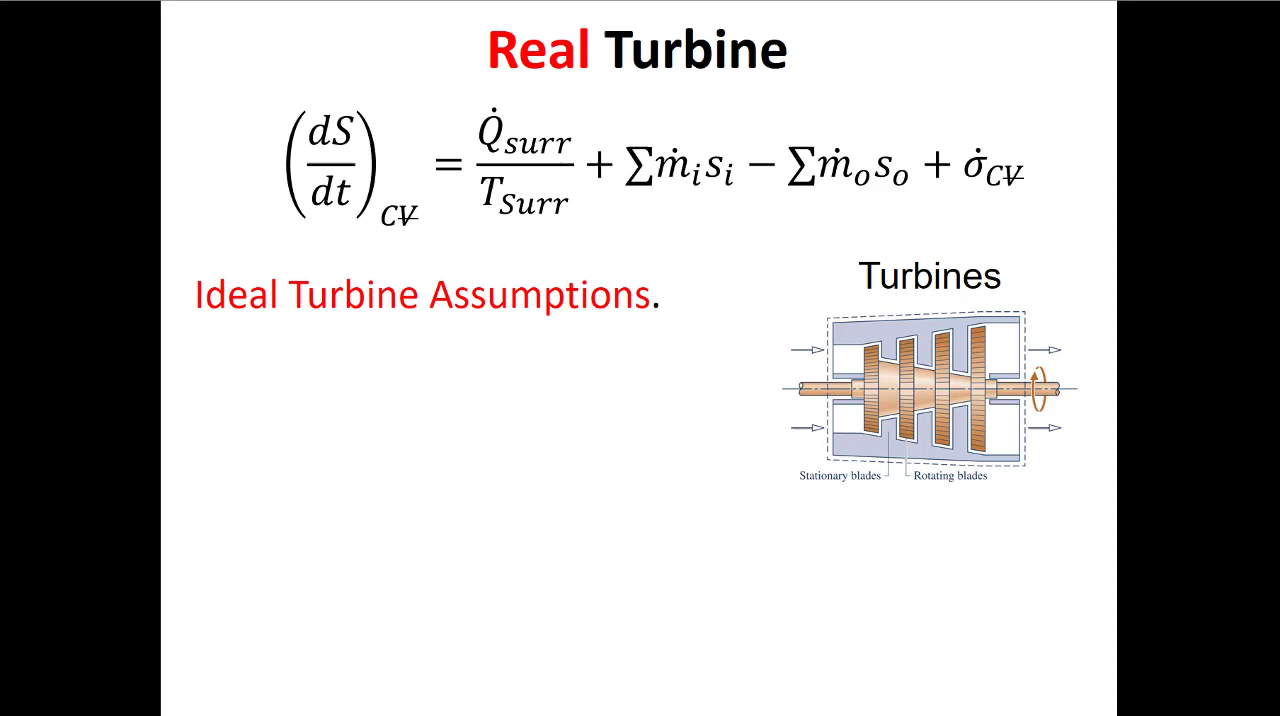 Real Turbine
(dS/dt)_CV̶ = Q̇_surr/T_Surr + ∑ṁ_i s_i − ∑ṁ_o s_o + σ̇_CV̶
Ideal Turbine Assumptions.
Turbines
Stationary blades
Rotating blades